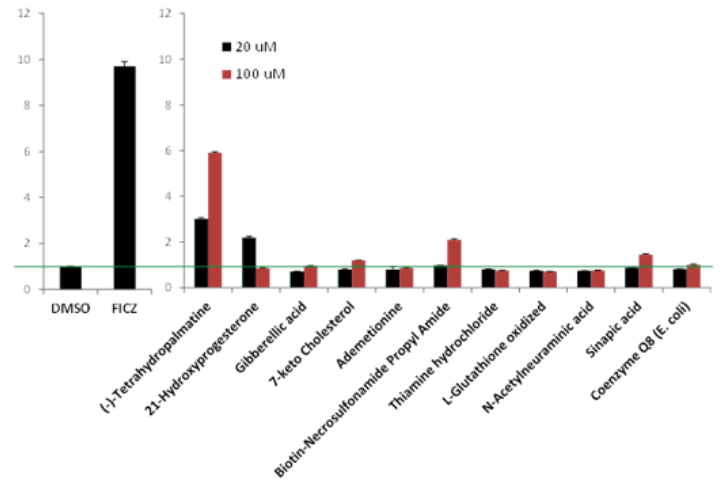 12
10
8
6
4
2
0
DMSO FICZ
12
10
8
6
4
2
0
20 uM
100 uM
(-)-Tetrahydropalmatine
21-Hydroxyprogesterone
Gibberellic acid
7-keto Cholesterol
Ademetionine
Biotin-Necrosulfonamide Propyl Amide
Thiamine hydrochloride
L-Glutathione oxidized
N-Acetylneuraminic acid
Sinapic acid
Coenzyme Q8 (E. coli)